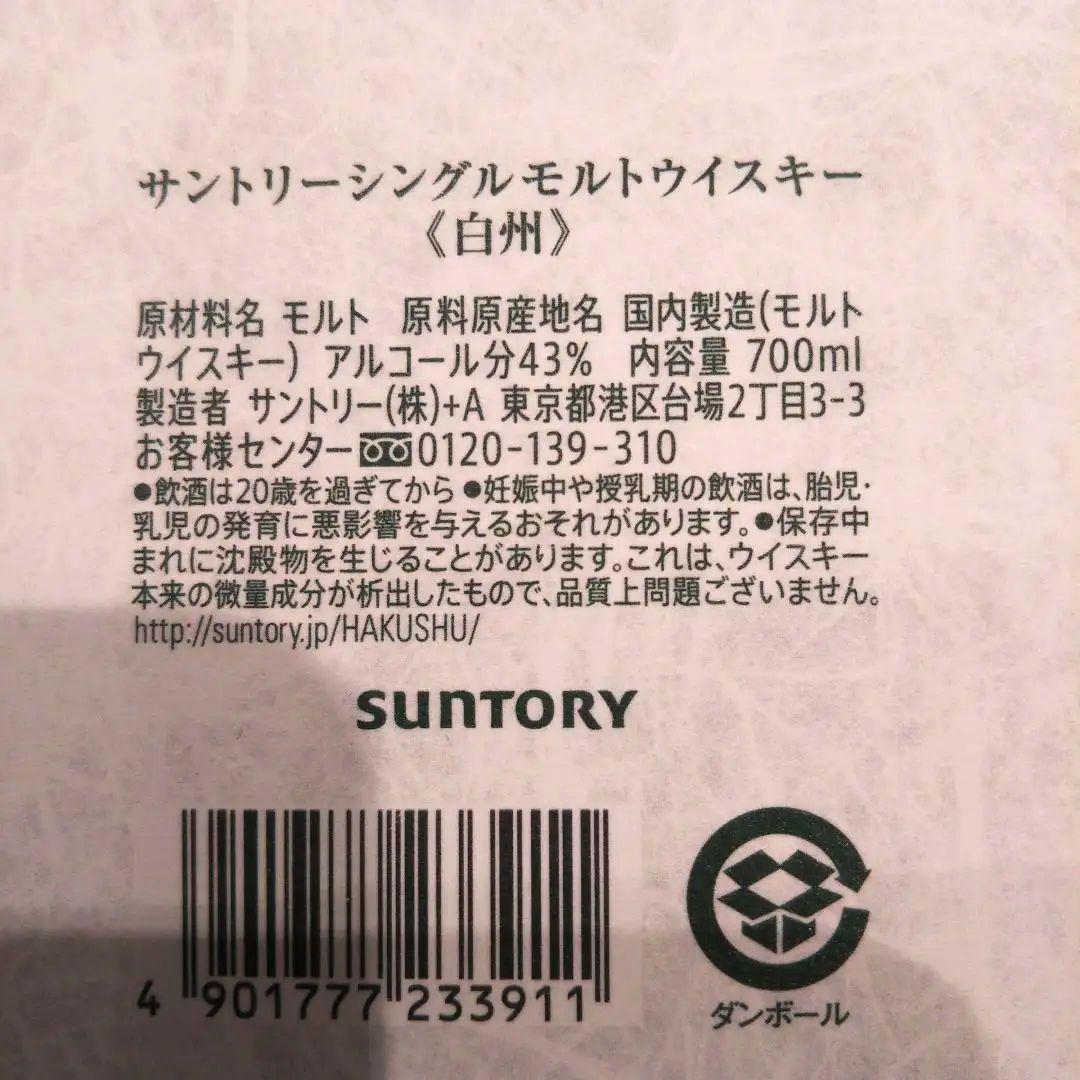 サントリーシングルモルトウイスキー
《白州》
原材料名 モルト 原料原産地名 国内製造(モルト
ウイスキー) アルコール分43% 内容量 700ml
製造者 サントリー(株)+A 東京都港区台場2丁目3-3
お客様センター 0120-139-310
●飲酒は20歳を過ぎてから ●妊娠中や授乳期の飲酒は、胎児・
乳児の発育に悪影響を与えるおそれがあります。●保存中
まれに沈殿物を生じることがあります。これは、ウイスキー
本来の微量成分が析出したもので、品質上問題ございません。
http://suntory.jp/HAKUSHU/
SUNTORY
4 901777 233911
ダンボール